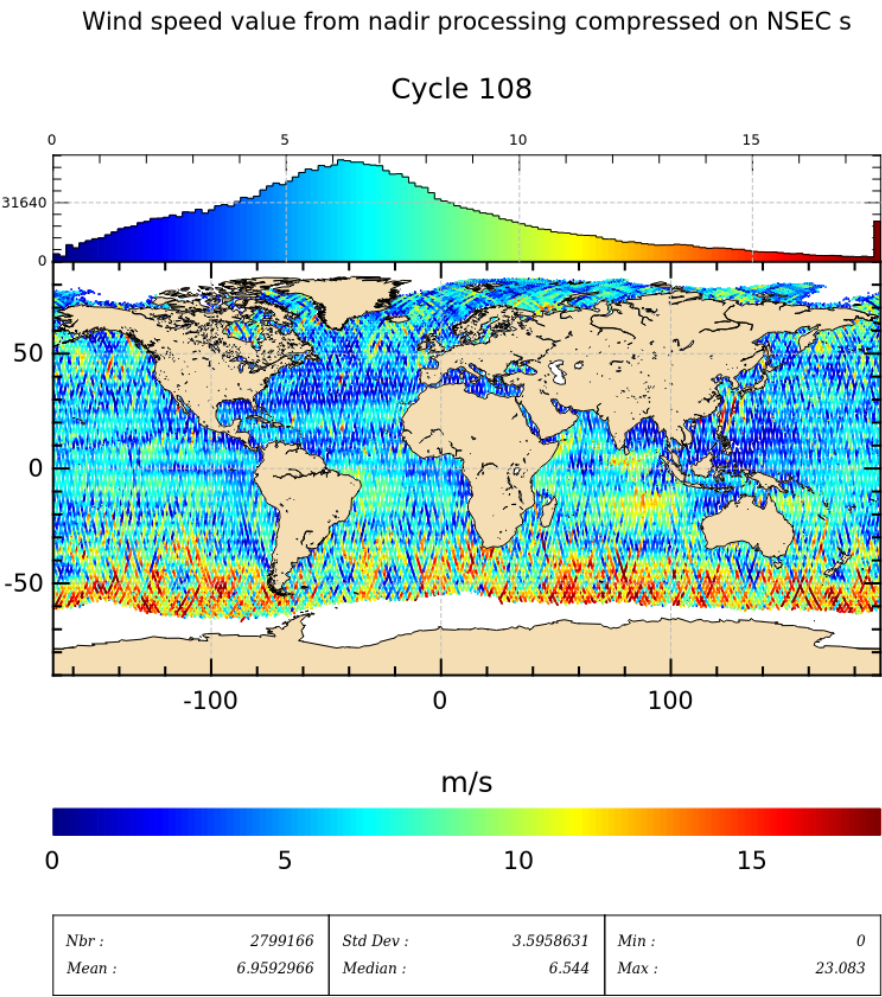 Wind speed value from nadir processing compressed on NSEC s
Cycle 108
0 5 10 15
31640
0
50
0
-50
-100 0 100
m/s
0 5 10 15
Nbr : 2799166 Std Dev : 3.5958631 Min : 0
Mean : 6.9592966 Median : 6.544 Max : 23.083